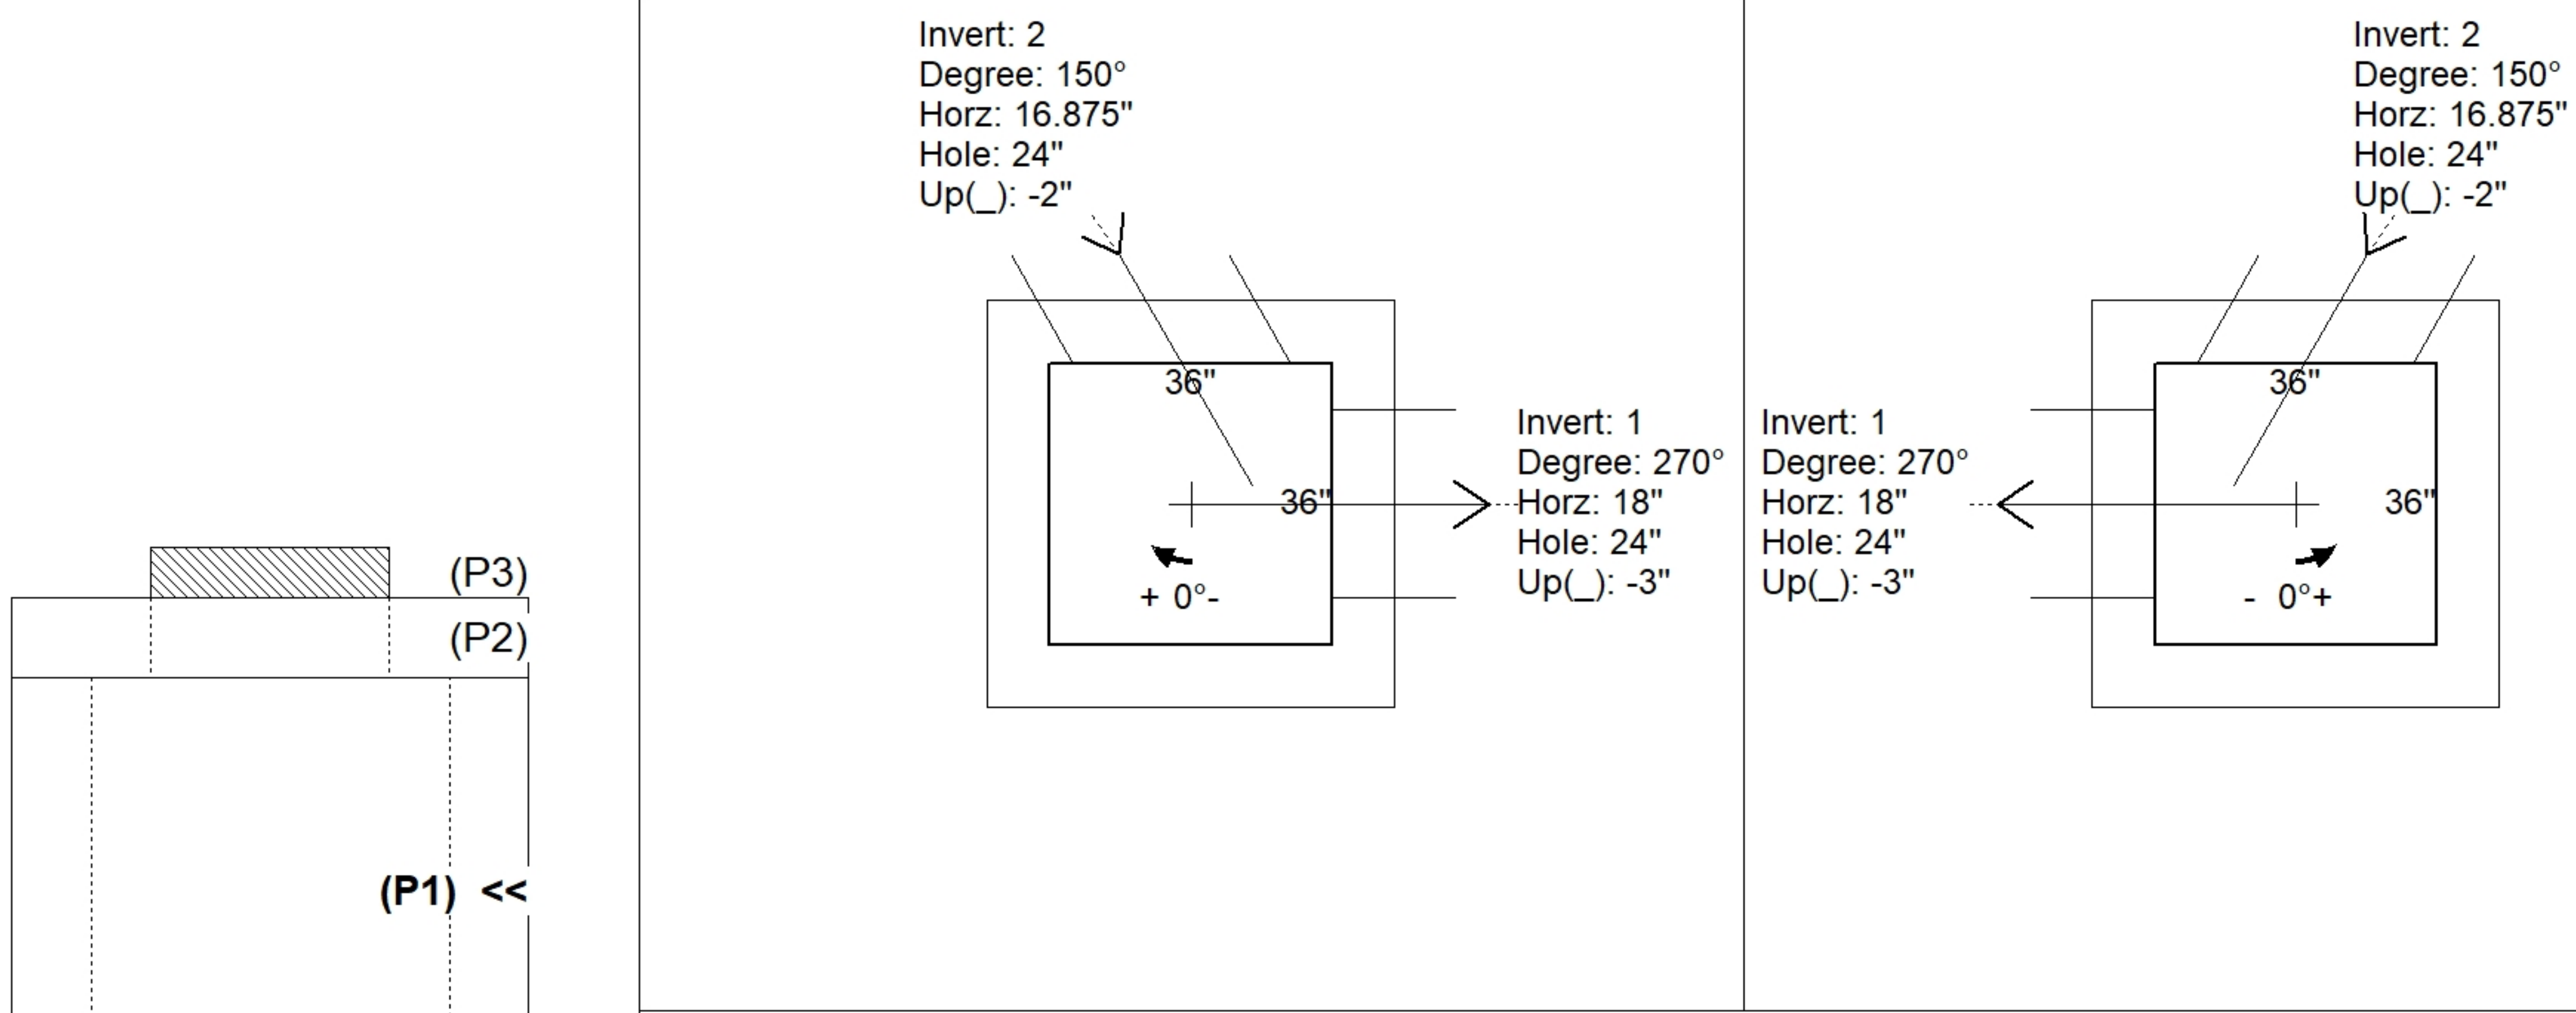 (P3)
(P2)
(P1) <<
Invert: 2
Degree: 150°
Horz: 16.875"
Hole: 24"
Up(_): -2"
36"
36"
+ 0°-
Invert: 1
Degree: 270°
Horz: 18"
Hole: 24"
Up(_): -3"
Invert: 2
Degree: 150°
Horz: 16.875"
Hole: 24"
Up(_): -2"
Invert: 1
Degree: 270°
Horz: 18"
Hole: 24"
Up(_): -3"
36"
36"
- 0°+